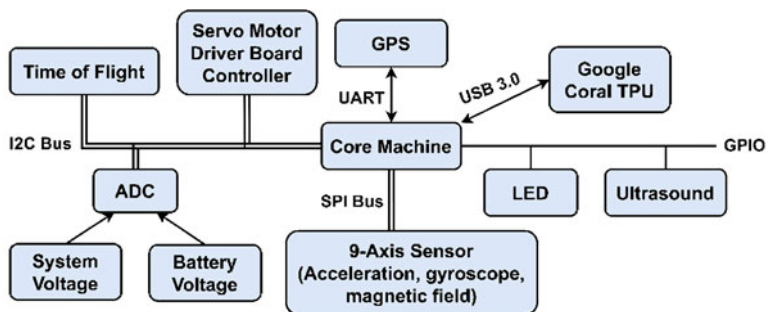 Servo Motor
Driver Board
Controller
GPS
Time of Flight
Google
Coral TPU
UART
USB 3.0
I2C Bus
Core Machine
GPIO
ADC
SPI Bus
LED
Ultrasound
System
Voltage
Battery
Voltage
9-Axis Sensor
(Acceleration, gyroscope,
magnetic field)